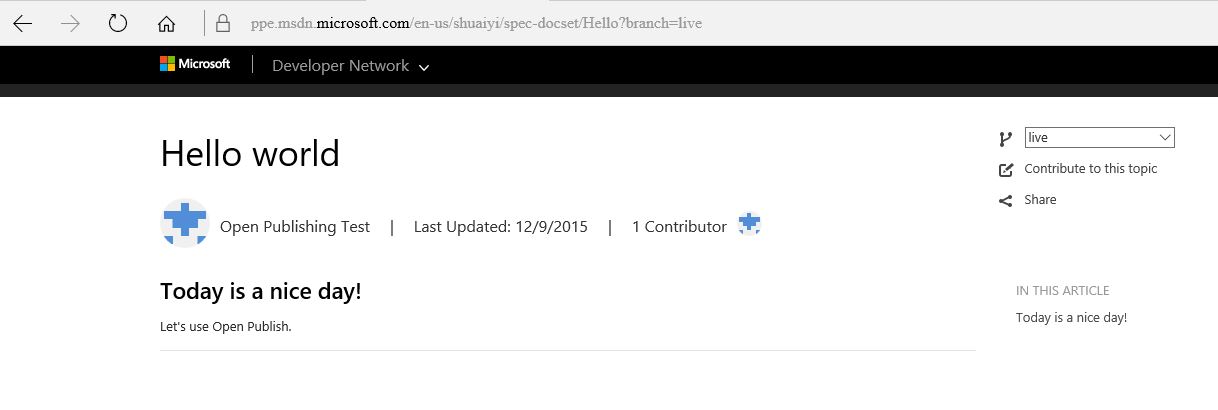 ppe.msdn.microsoft.com/en-us/shuaiyi/spec-docset/Hello?branch=live
Microsoft | Developer Network
Hello world
live
Contribute to this topic
Share
Open Publishing Test | Last Updated: 12/9/2015 | 1 Contributor
Today is a nice day!
Let's use Open Publish.
IN THIS ARTICLE
Today is a nice day!